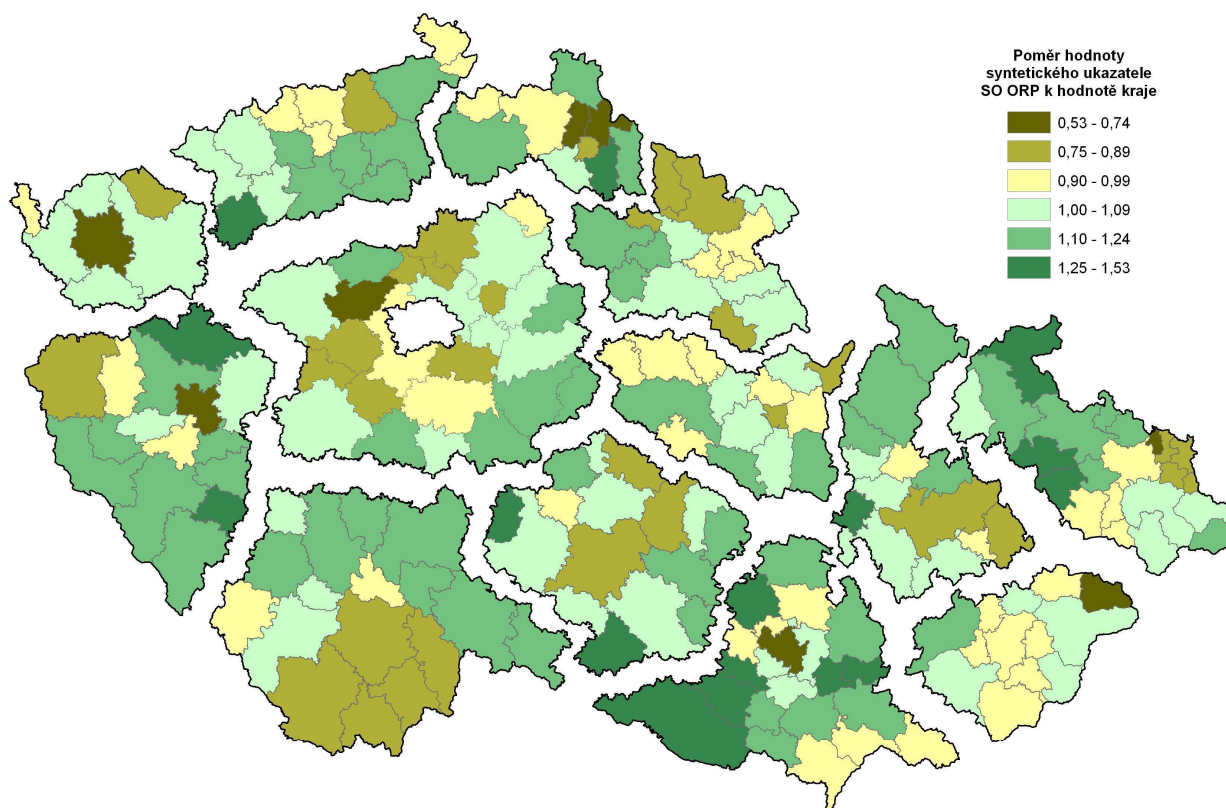 Poměr hodnoty
syntetického ukazatele
SO ORP k hodnotě kraje
0,53 - 0,74
0,75 - 0,89
0,90 - 0,99
1,00 - 1,09
1,10 - 1,24
1,25 - 1,53